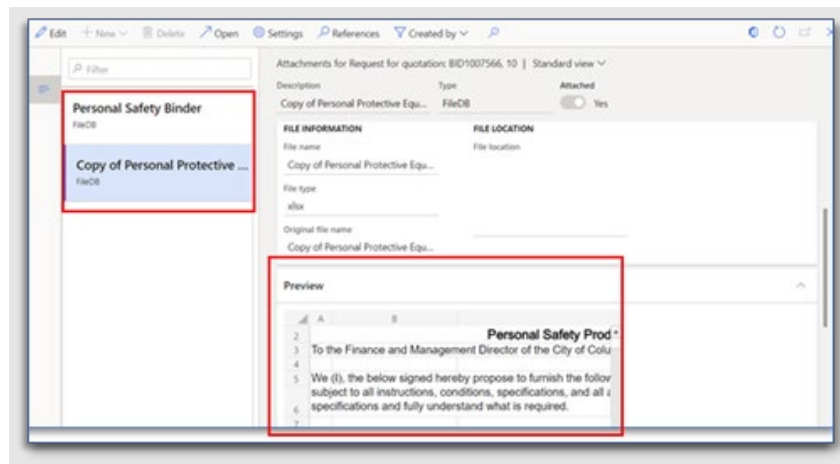 Edit + New Delete Open Settings References Created by
Filter
Personal Safety Binder
FileDB
Copy of Personal Protective ...
FileDB
Attachments for Request for quotation: BID1007566, 10 | Standard view
Description Type Attached
Copy of Personal Protective Equ... FileDB Yes
FILE INFORMATION FILE LOCATION
File name File location
Copy of Personal Protective Equ...
File type
xlsx
Original file name
Copy of Personal Protective Equ...
Preview
A B
2 Personal Safety Prod
3 To the Finance and Management Director of the City of Colu
4
5 We (I), the below signed hereby propose to furnish the follow
subject to all instructions, conditions, specifications, and all a
6 specifications and fully understand what is required.
7